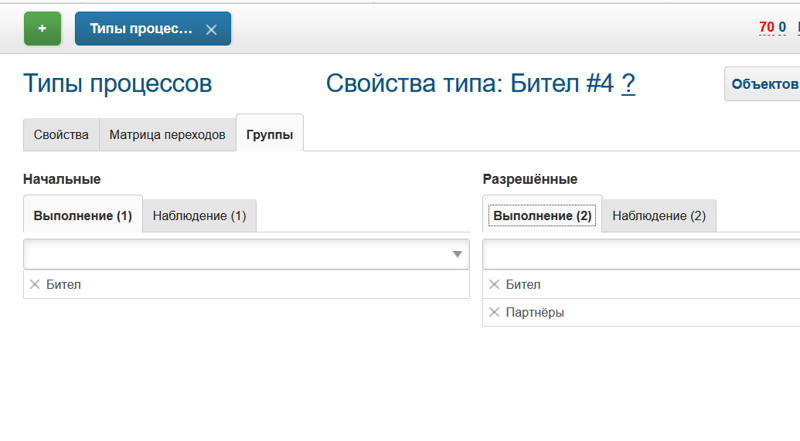 + Типы процес... 70 0
Типы процессов Свойства типа: Бител #4 ? Объектов
Свойства Матрица переходов Группы
Начальные Разрешённые
Выполнение (1) Наблюдение (1) Выполнение (2) Наблюдение (2)
Бител Бител
Партнёры